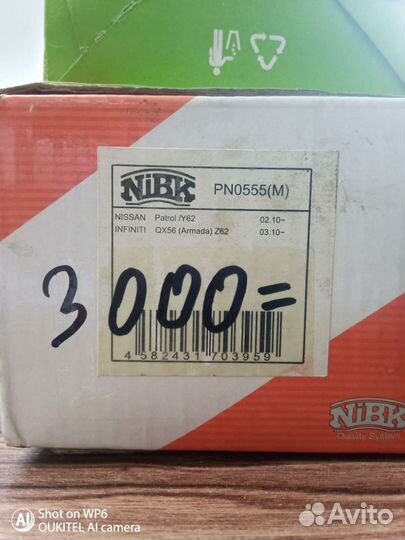 NiBK PN0555(M)
NISSAN Patrol /Y62 02.10~
INFINITI QX56 (Armada) Z62 03.10~
3000=
4 582431 703959
NiBK
Quality System
AI Shot on WP6
OUKITEL AI camera
Avito